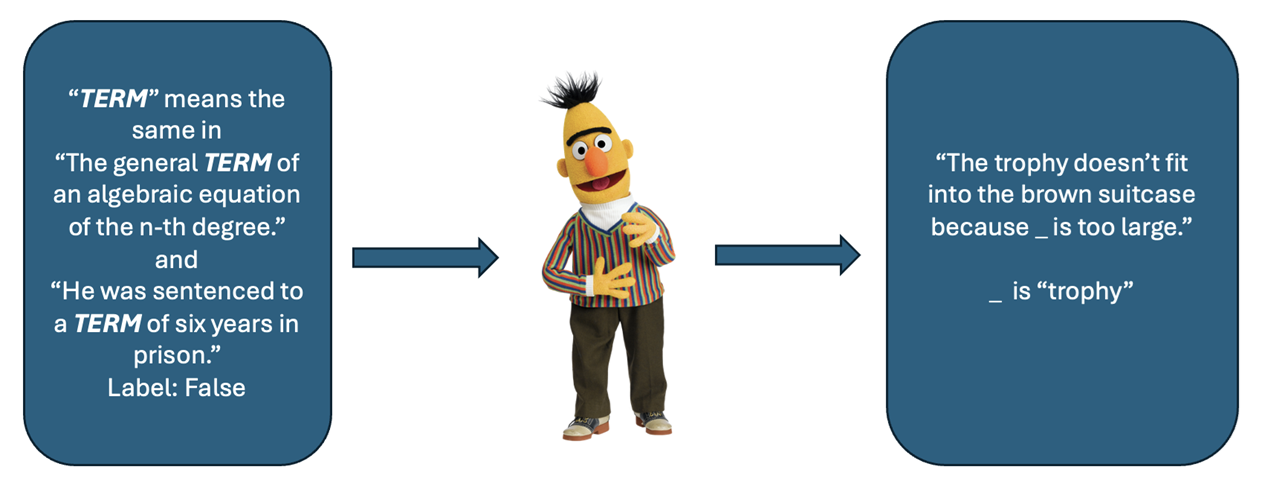 “TERM” means the
same in
“The general TERM of
an algebraic equation
of the n-th degree.”
and
“He was sentenced to
a TERM of six years in
prison.”
Label: False
“The trophy doesn’t fit
into the brown suitcase
because _ is too large.”
_ is “trophy”